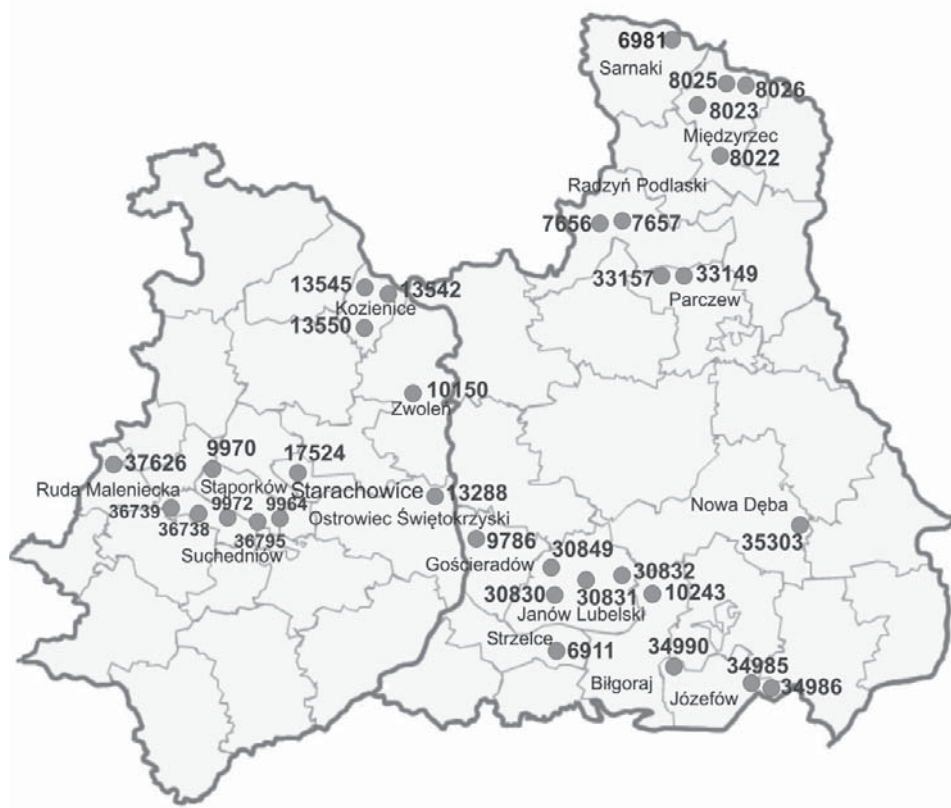 6981
Sarnaki
8025
8026
8023
Międzyrzec
8022
Radzyń Podlaski
7656
7657
33157
33149
Parczew
13545
13542
Kozienice
13550
10150
Zwoleń
9970
17524
37626
Ruda Maleniecka
Stąporków
Starachowice
13288
36739
9972
9964
Ostrowiec Świętokrzyski
36738
36795
Suchedniów
Nowa Dęba
35303
9786
Gościeradów
30849
30832
30830
30831
10243
Janów Lubelski
Strzelce
6911
34990
Biłgoraj
34985
Józefów
34986